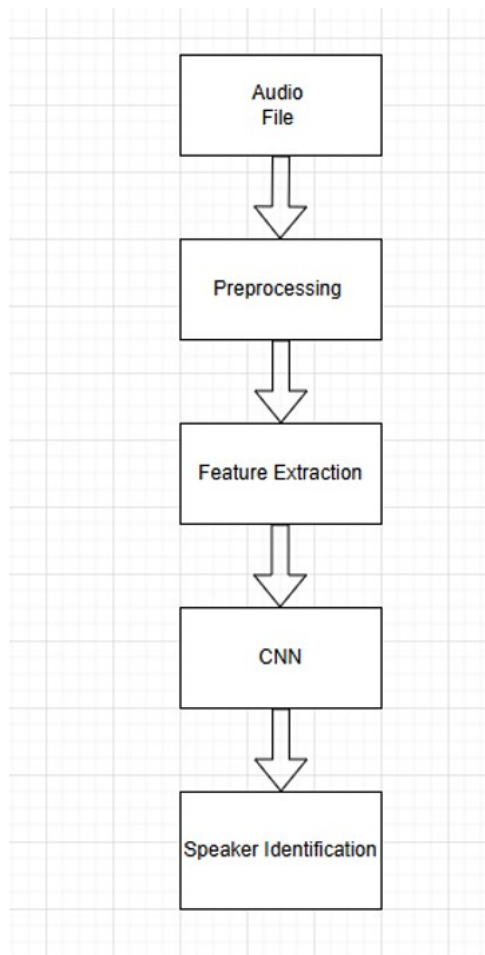 Audio
File
Preprocessing
Feature Extraction
CNN
Speaker Identification